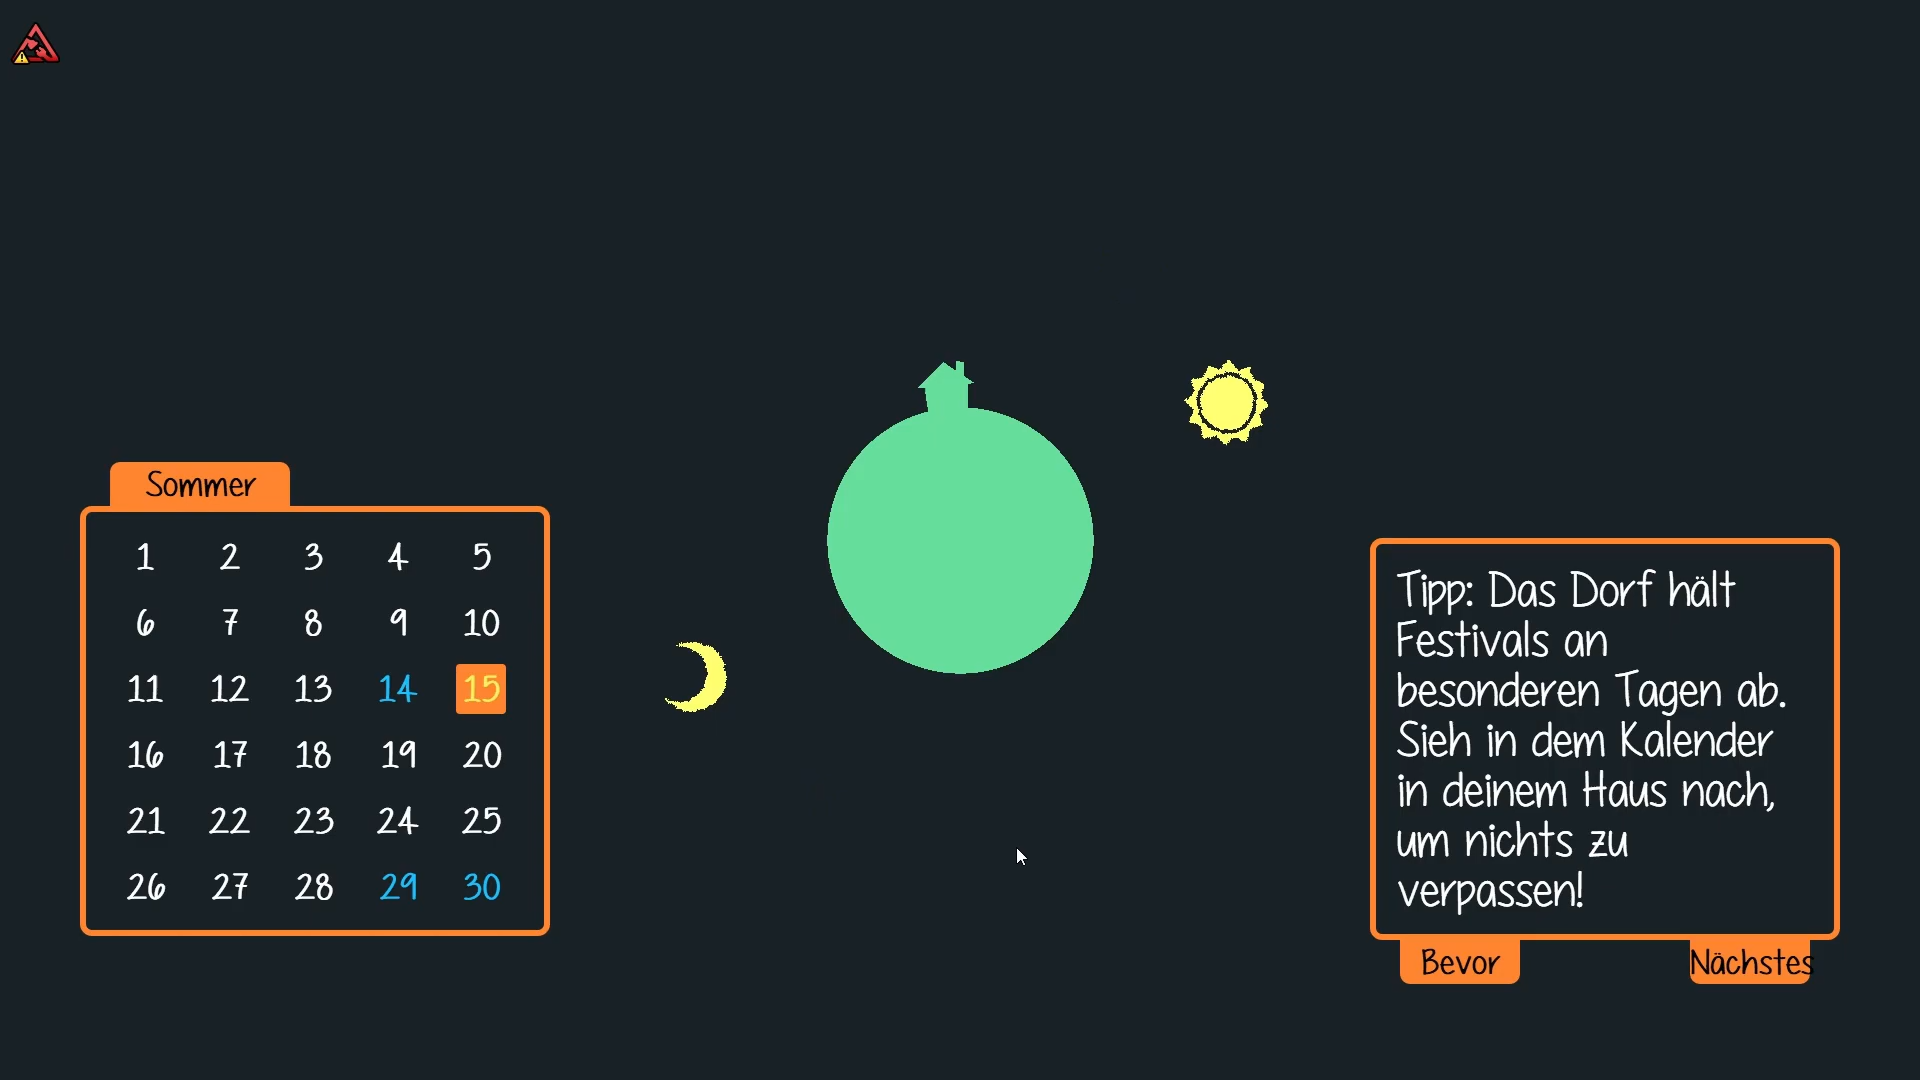 Sommer
1 2 3 4 5
6 7 8 9 10
11 12 13 14 15
16 17 18 19 20
21 22 23 24 25
26 27 28 29 30
Tipp: Das Dorf hält
Festivals an
besonderen Tagen ab.
Sieh in dem Kalender
in deinem Haus nach,
um nichts zu
verpassen!
Bevor
Nächstes